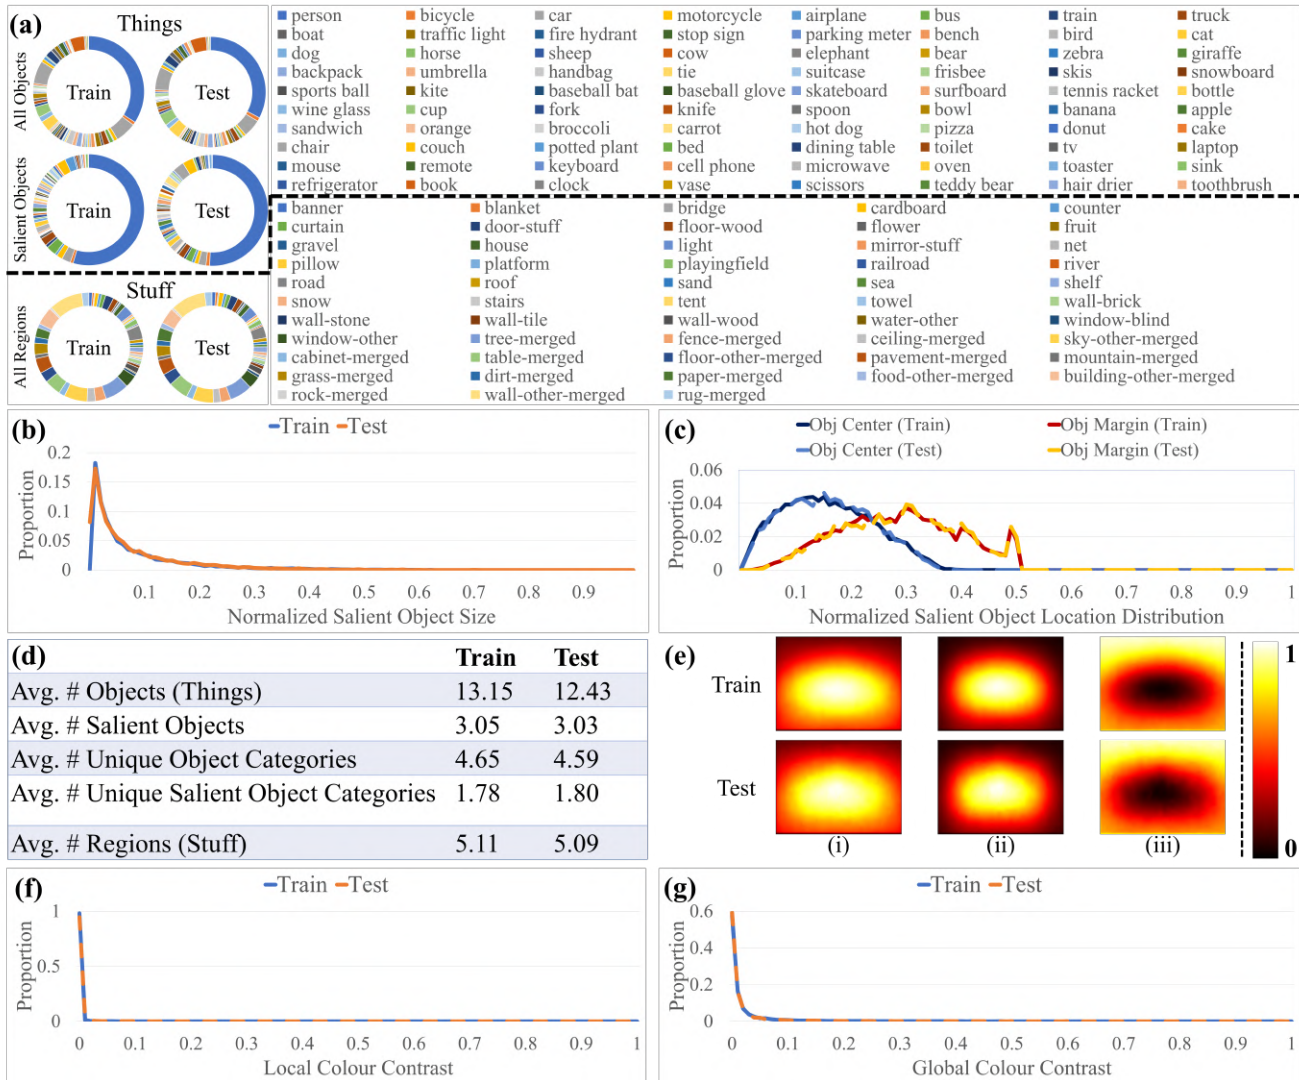 (a)
Things
All Objects
Train
Test
Salient Objects
Train
Test
Stuff
All Regions
Train
Test
person bicycle car motorcycle airplane bus train truck
boat traffic light fire hydrant stop sign parking meter bench bird cat
dog horse sheep cow elephant bear zebra giraffe
backpack umbrella handbag tie suitcase frisbee skis snowboard
sports ball kite baseball bat baseball glove skateboard surfboard tennis racket bottle
wine glass cup fork knife spoon bowl banana apple
sandwich orange broccoli carrot hot dog pizza donut cake
chair couch potted plant bed dining table toilet tv laptop
mouse remote keyboard cell phone microwave oven toaster sink
refrigerator book clock vase scissors teddy bear hair drier toothbrush
banner blanket bridge cardboard counter
curtain door-stuff floor-wood flower fruit
gravel house light mirror-stuff net
pillow platform playingfield railroad river
road roof sand sea shelf
snow stairs tent towel wall-brick
wall-stone wall-tile wall-wood water-other window-blind
window-other tree-merged fence-merged ceiling-merged sky-other-merged
cabinet-merged table-merged floor-other-merged pavement-merged mountain-merged
grass-merged dirt-merged paper-merged food-other-merged building-other-merged
rock-merged wall-other-merged rug-merged
(b)
Train Test
Proportion
0.2
0.15
0.1
0.05
0
0.1 0.2 0.3 0.4 0.5 0.6 0.7 0.8 0.9
Normalized Salient Object Size
(c)
Obj Center (Train) Obj Margin (Train)
Obj Center (Test) Obj Margin (Test)
Proportion
0.06
0.04
0.02
0
0.1 0.2 0.3 0.4 0.5 0.6 0.7 0.8 0.9 1
Normalized Salient Object Location Distribution
(d)
Train Test
Avg. # Objects (Things) 13.15 12.43
Avg. # Salient Objects 3.05 3.03
Avg. # Unique Object Categories 4.65 4.59
Avg. # Unique Salient Object Categories 1.78 1.80
Avg. # Regions (Stuff) 5.11 5.09
(e)
Train
Test
(i) (ii) (iii)
1
0
(f)
Train Test
Proportion
1
0.5
0
0 0.1 0.2 0.3 0.4 0.5 0.6 0.7 0.8 0.9 1
Local Colour Contrast
(g)
Train Test
Proportion
0.6
0.4
0.2
0
0 0.1 0.2 0.3 0.4 0.5 0.6 0.7 0.8 0.9 1
Global Colour Contrast